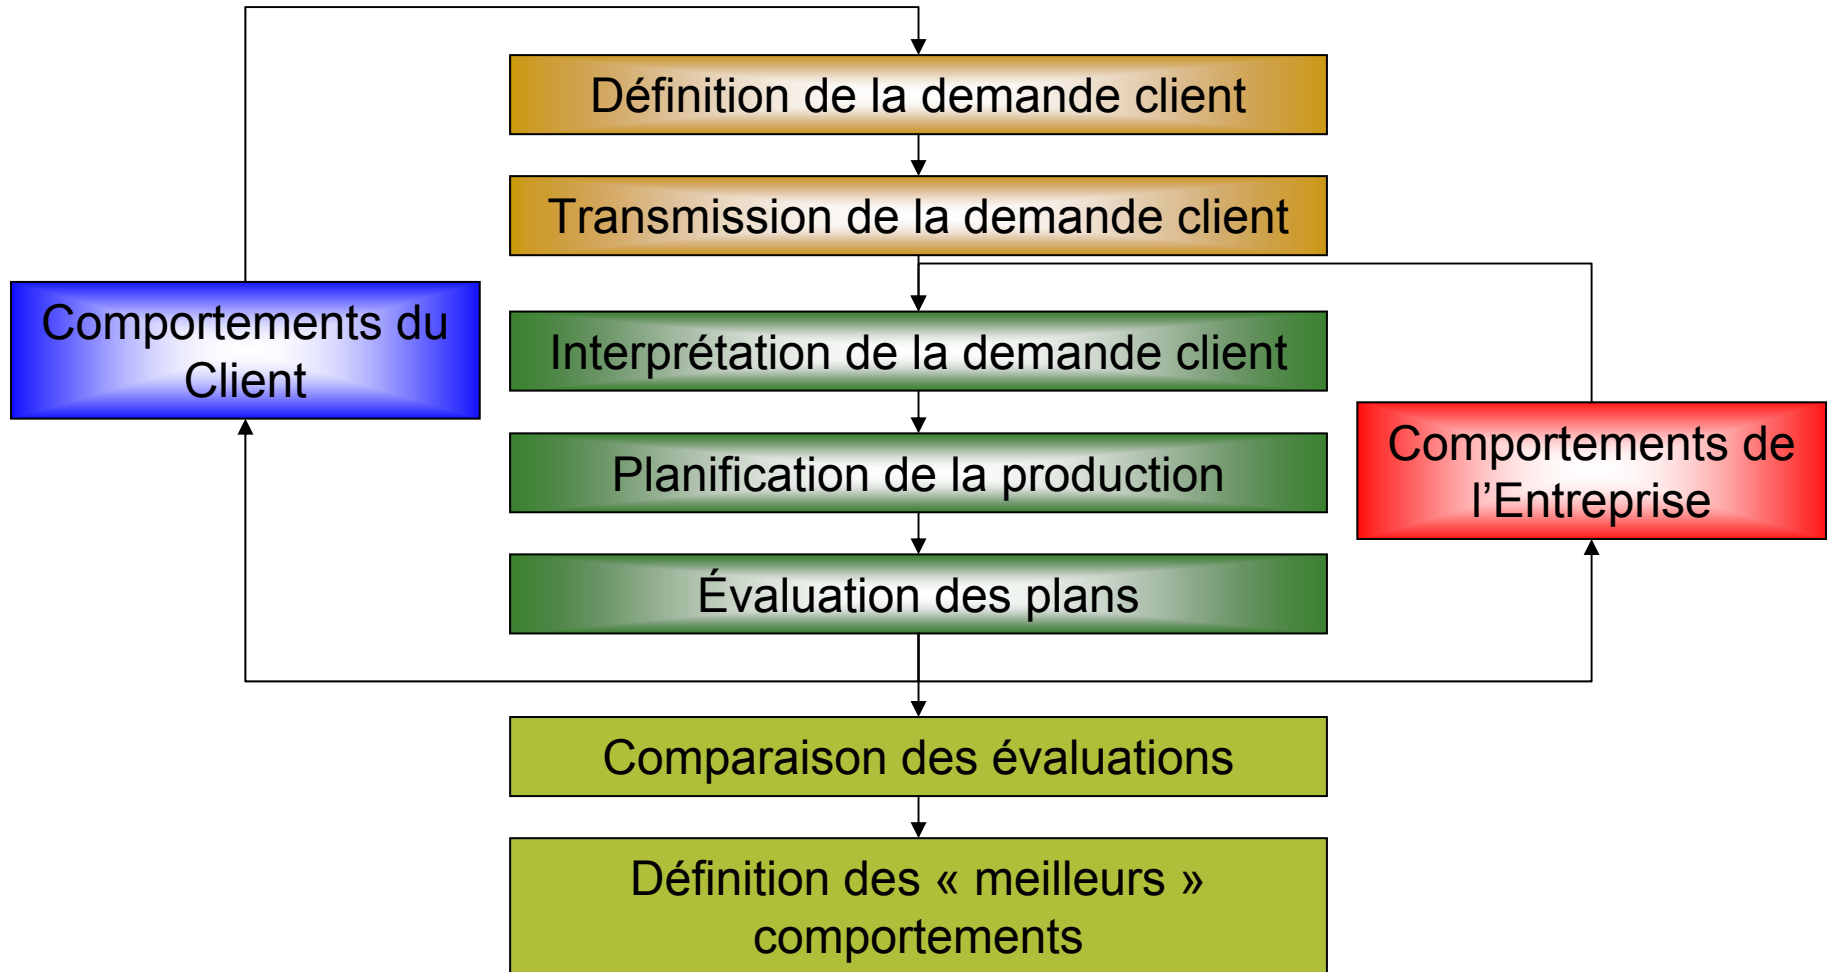 Définition de la demande client
Transmission de la demande client
Comportements du
Client
Interprétation de la demande client
Planification de la production
Comportements de
l’Entreprise
Évaluation des plans
Comparaison des évaluations
Définition des « meilleurs »
comportements